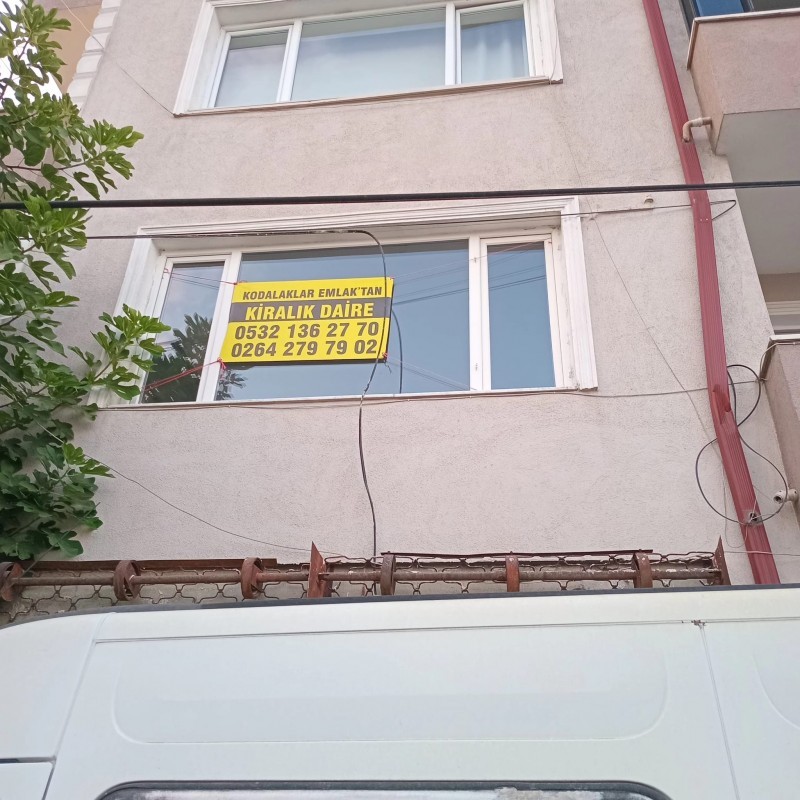 KODALAKLAR EMLAK'TAN
KİRALIK DAİRE
0532 136 27 70
0264 279 79 02